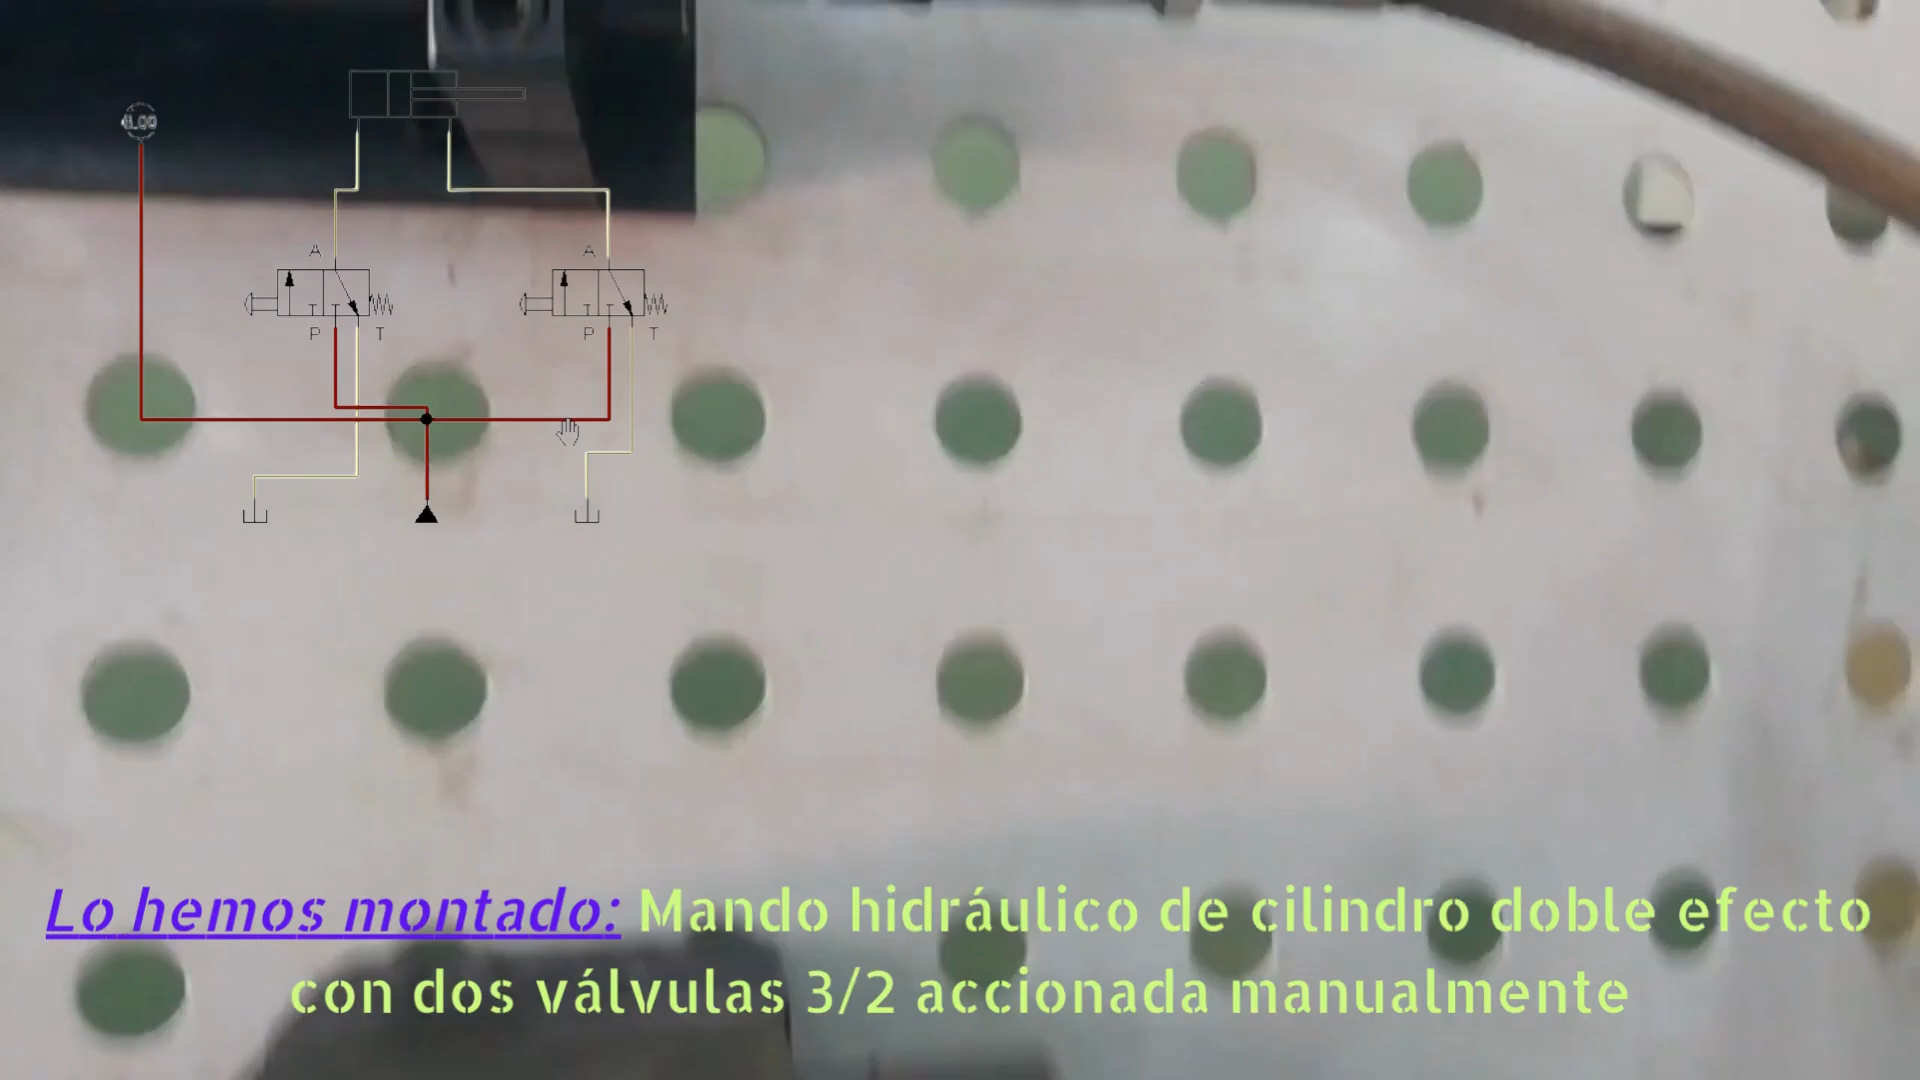 A
A
P
T
P
T
Lo hemos montado: Mando hidráulico de cilindro doble efecto
con dos válvulas 3/2 accionada manualmente